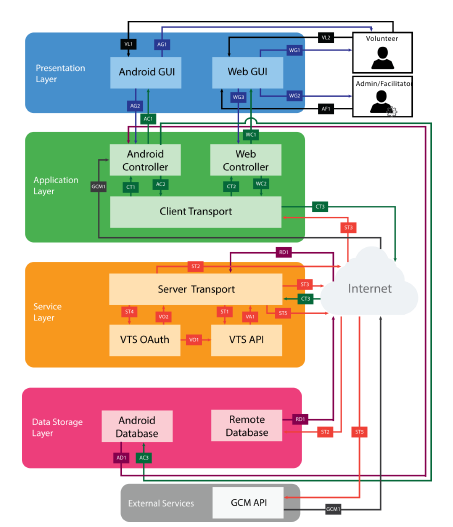 VL1
AG1
VL2
Volunteer
Presentation
Layer
Android GUI
Web GUI
WG1
Admin/Facilitator
AG2
WG3
WG2
AF1
AC1
WC1
Application
Layer
Android
Controller
Web
Controller
GCM1
CT1
AC2
CT2
WC2
Client Transport
CT3
ST3
RD1
ST2
Service
Layer
Server Transport
ST3
Internet
CT3
ST4
VO2
ST1
VA1
ST5
VTS OAuth
VO1
VTS API
Data Storage
Layer
Android
Database
Remote
Database
RD1
ST2
ST5
AD1
AC3
External Services
GCM API
GCM1